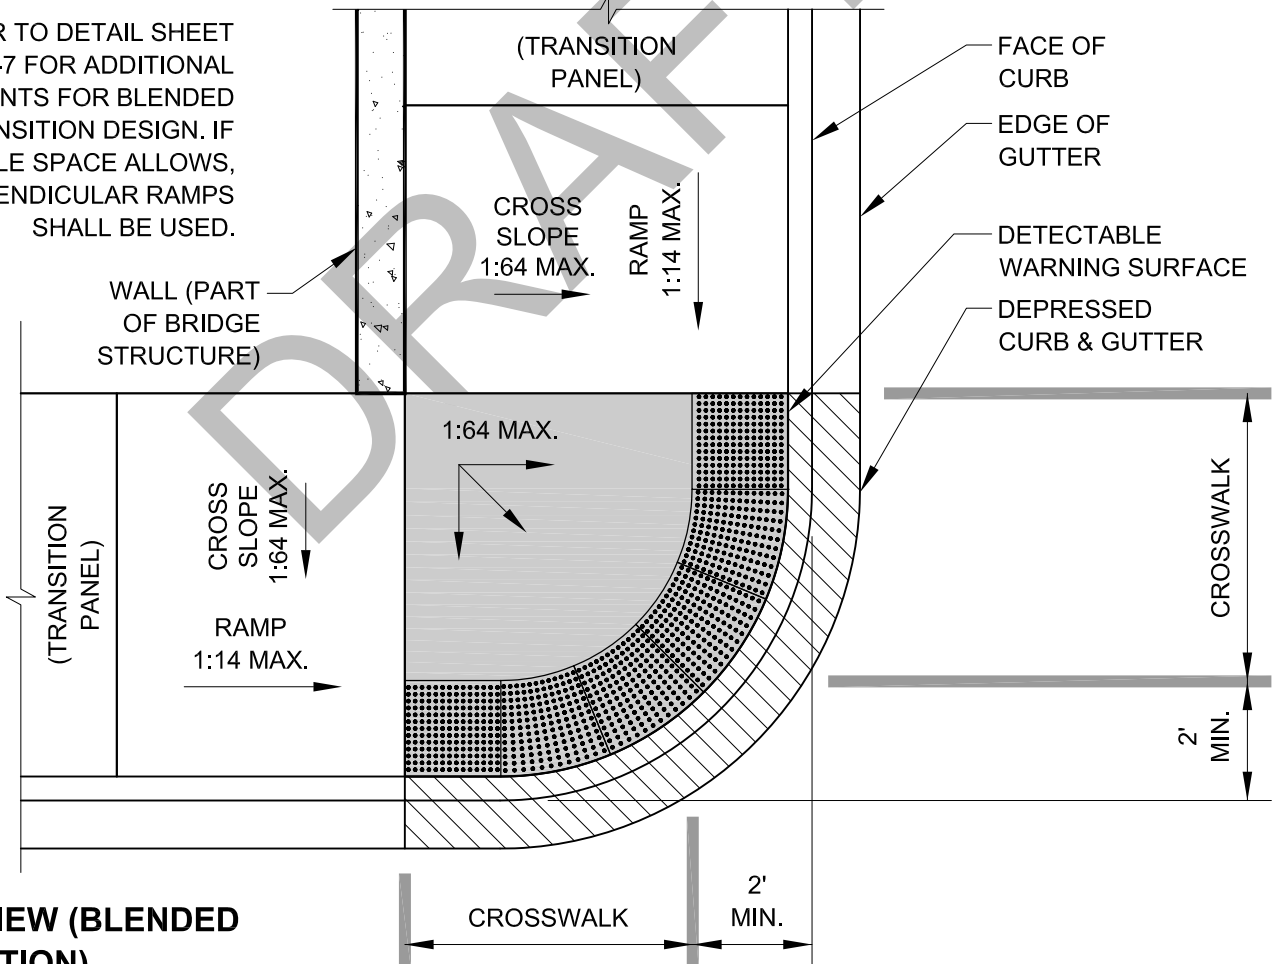 R TO DETAIL SHEET
-7 FOR ADDITIONAL
NTS FOR BLENDED
NSITION DESIGN. IF
LE SPACE ALLOWS,
ENDICULAR RAMPS
SHALL BE USED.
WALL (PART
OF BRIDGE
STRUCTURE)
(TRANSITION
PANEL)
FACE OF
CURB
EDGE OF
GUTTER
DETECTABLE
WARNING SURFACE
DEPRESSED
CURB & GUTTER
CROSS
SLOPE
1:64 MAX.
RAMP
1:14 MAX.
1:64 MAX.
CROSS
SLOPE
1:64 MAX.
(TRANSITION
PANEL)
RAMP
1:14 MAX.
CROSSWALK
2'
MIN.
CROSSWALK
2'
MIN.
IEW (BLENDED
TION)
DRAF